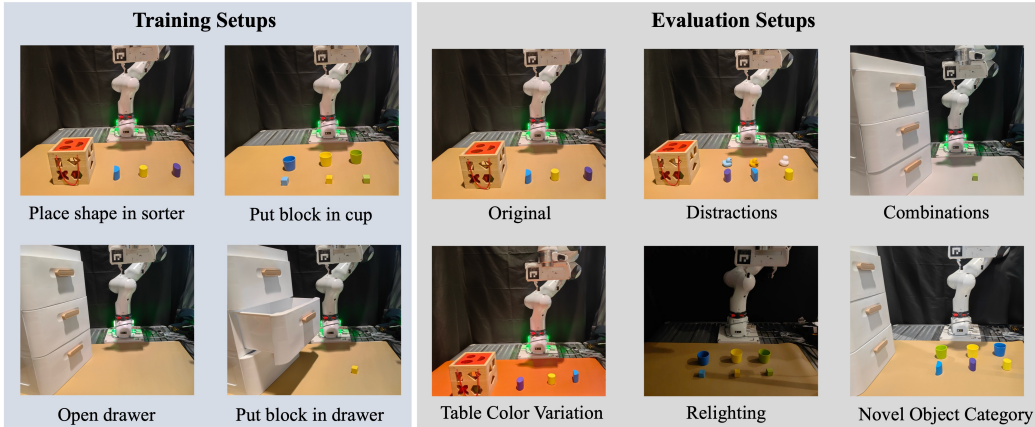 Training Setups
Evaluation Setups
Place shape in sorter
Put block in cup
Original
Distractions
Combinations
Open drawer
Put block in drawer
Table Color Variation
Relighting
Novel Object Category